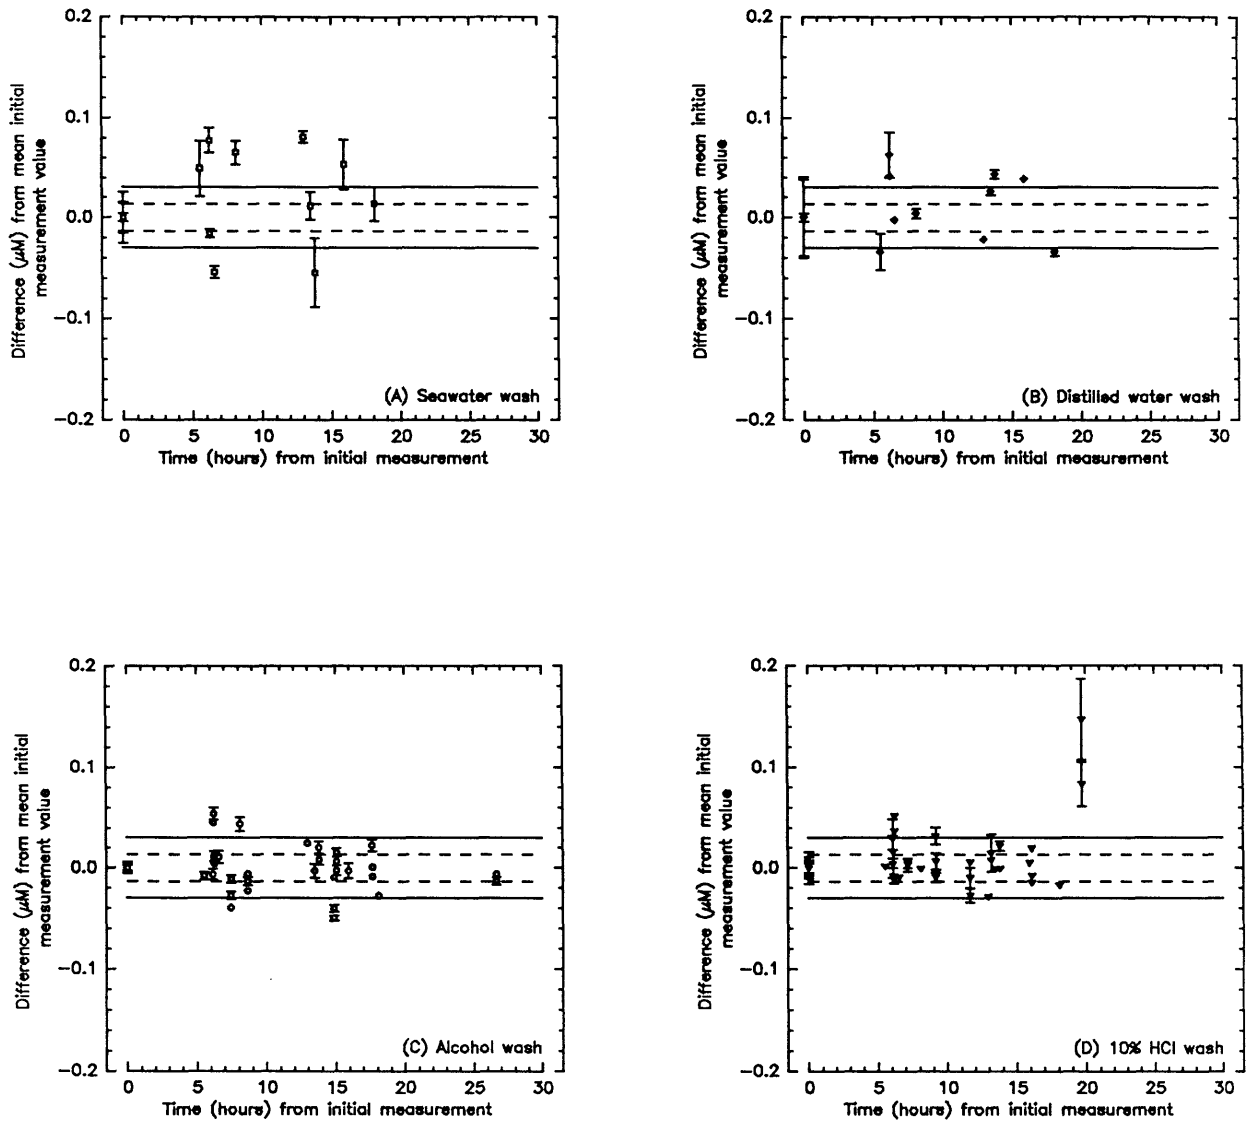 0.2
0.1
0.0
−0.1
−0.2
Difference (μM) from mean initial
measurement value
(A) Seawater wash
0 5 10 15 20 25 30
Time (hours) from initial measurement
0.2
0.1
0.0
−0.1
−0.2
Difference (μM) from mean initial
measurement value
(B) Distilled water wash
0 5 10 15 20 25 30
Time (hours) from initial measurement
0.2
0.1
0.0
−0.1
−0.2
Difference (μM) from mean initial
measurement value
(C) Alcohol wash
0 5 10 15 20 25 30
Time (hours) from initial measurement
0.2
0.1
0.0
−0.1
−0.2
Difference (μM) from mean initial
measurement value
(D) 10% HCl wash
0 5 10 15 20 25 30
Time (hours) from initial measurement